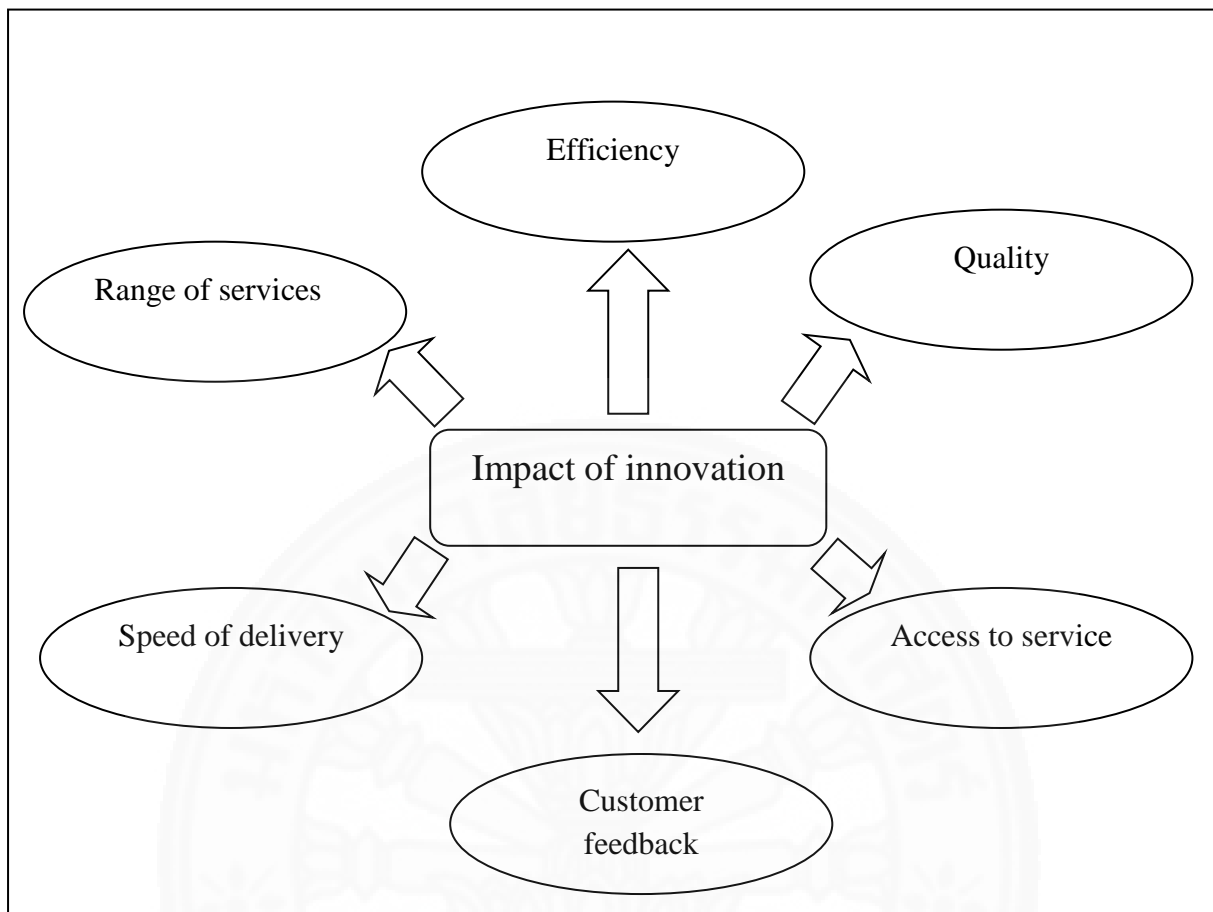 Efficiency
Quality
Range of services
Impact of innovation
Speed of delivery
Access to service
Customer
feedback